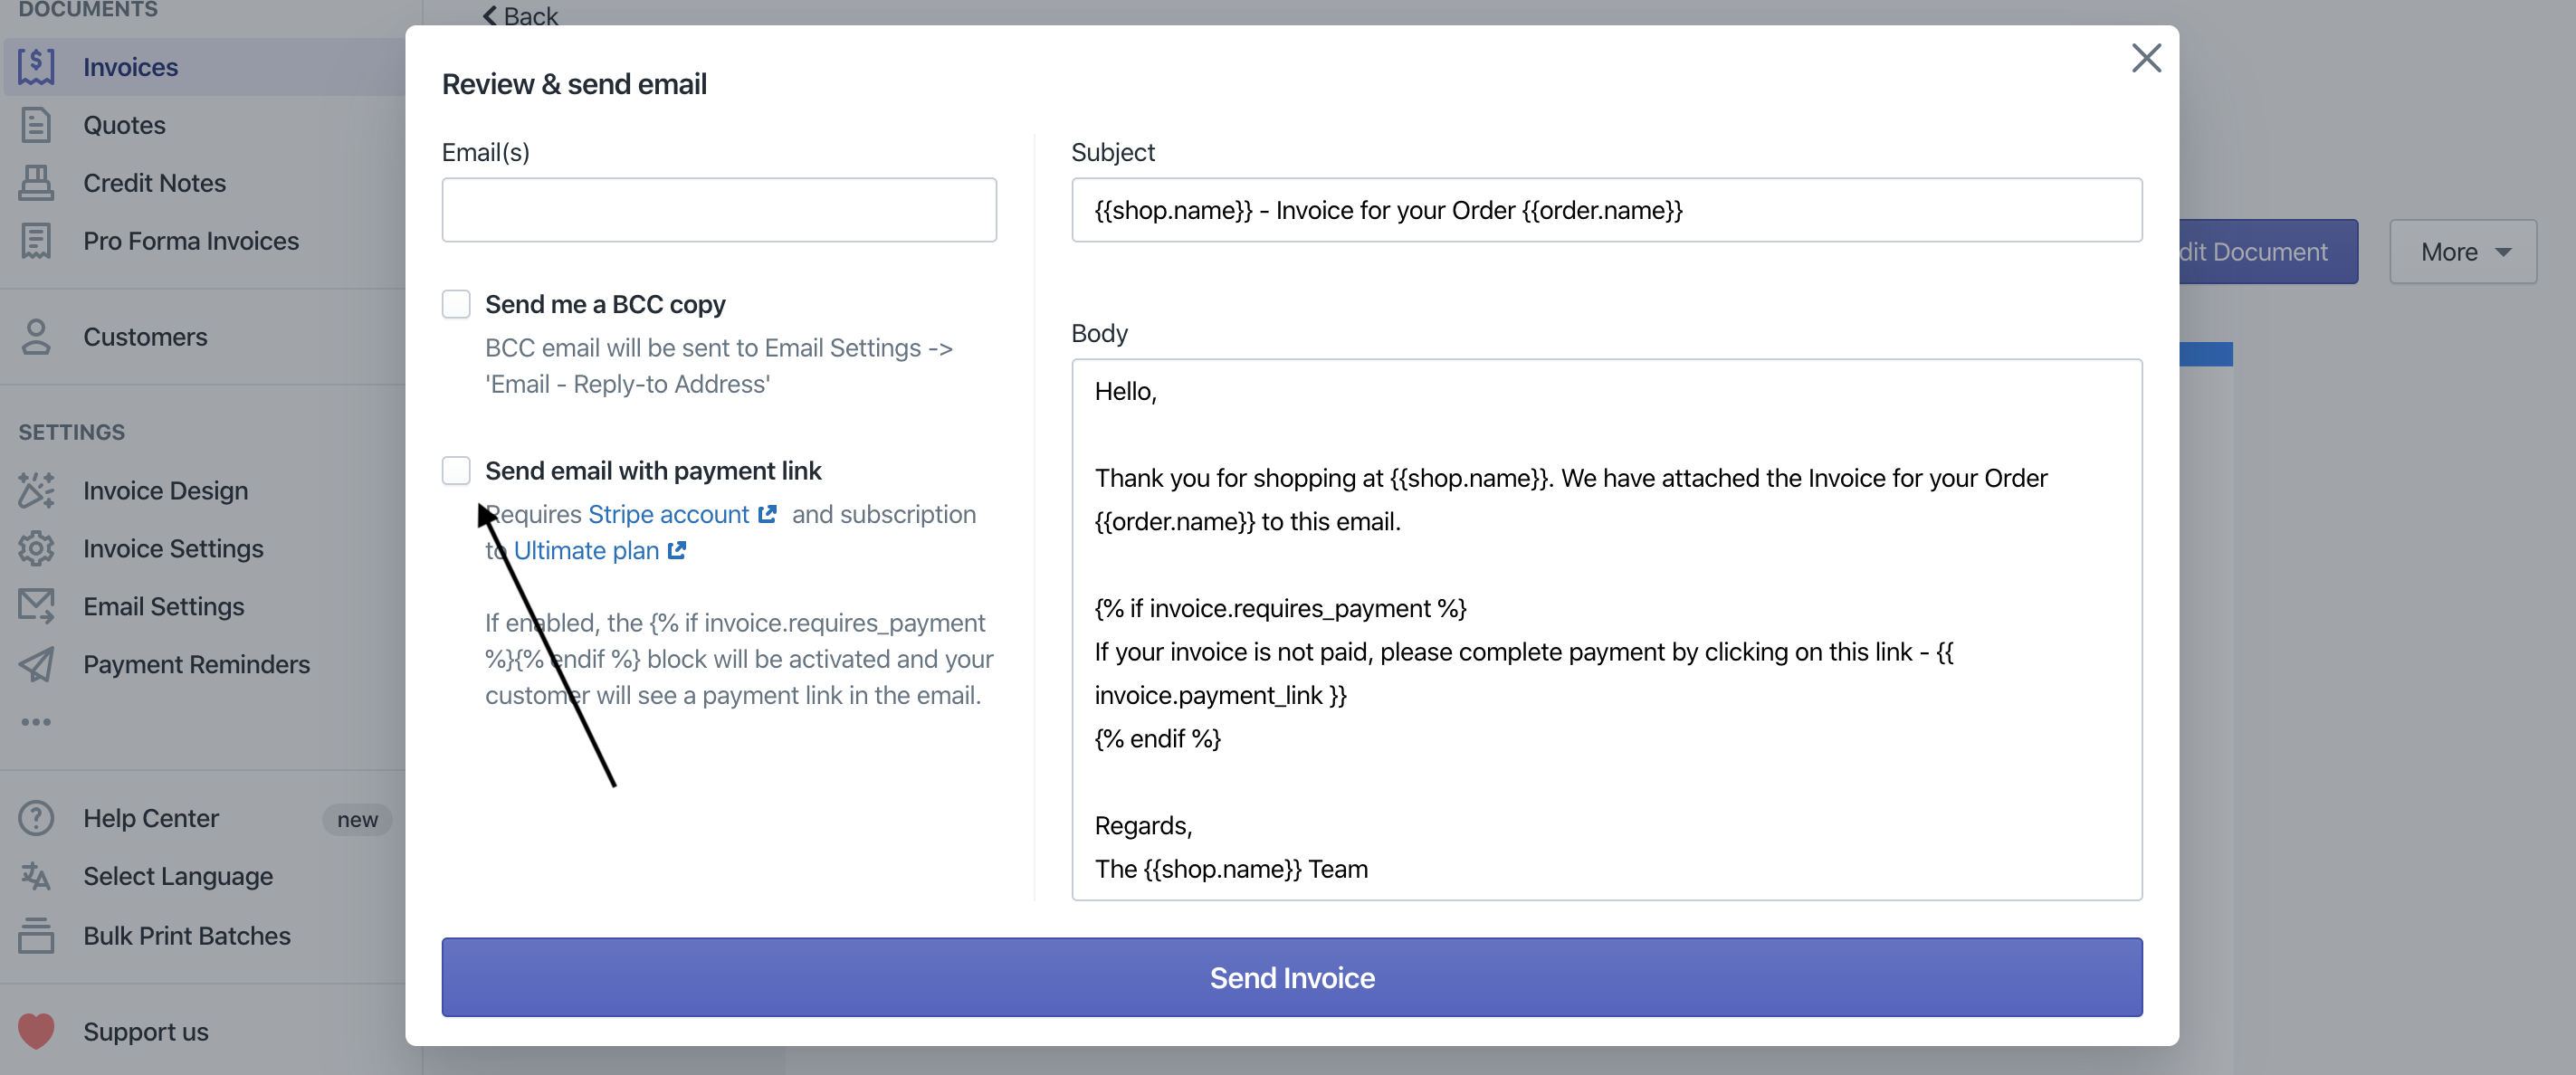 DOCUMENTS
Invoices
Quotes
Credit Notes
Pro Forma Invoices
Customers
SETTINGS
Invoice Design
Invoice Settings
Email Settings
Payment Reminders
Help Center
new
Select Language
Bulk Print Batches
Support us
Back
Review & send email
Email(s)
Send me a BCC copy
BCC email will be sent to Email Settings ->
'Email - Reply-to Address'
Send email with payment link
Requires Stripe account and subscription
to Ultimate plan
If enabled, the {% if invoice.requires_payment
%}{% endif %} block will be activated and your
customer will see a payment link in the email.
Subject
{{shop.name}} - Invoice for your Order {{order.name}}
Body
Hello,
Thank you for shopping at {{shop.name}}. We have attached the Invoice for your Order
{{order.name}} to this email.
{% if invoice.requires_payment %}
If your invoice is not paid, please complete payment by clicking on this link - {{
invoice.payment_link }}
{% endif %}
Regards,
The {{shop.name}} Team
Send Invoice
dit Document
More